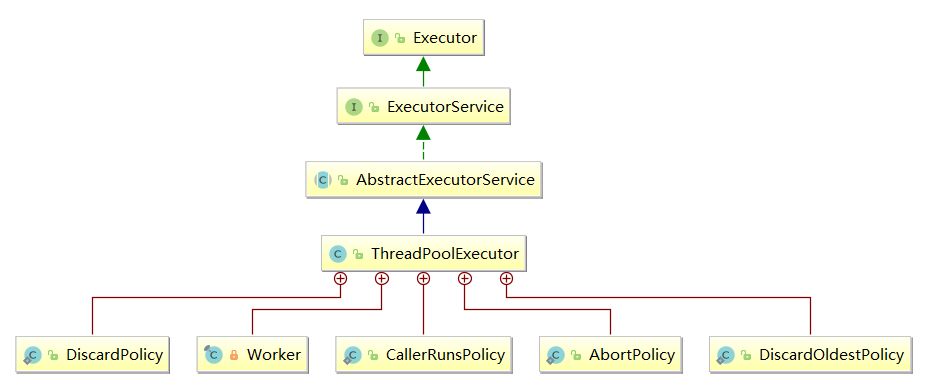 I Executor
I ExecutorService
C AbstractExecutorService
C ThreadPoolExecutor
C DiscardPolicy
C Worker
C CallerRunsPolicy
C AbortPolicy
C DiscardOldestPolicy